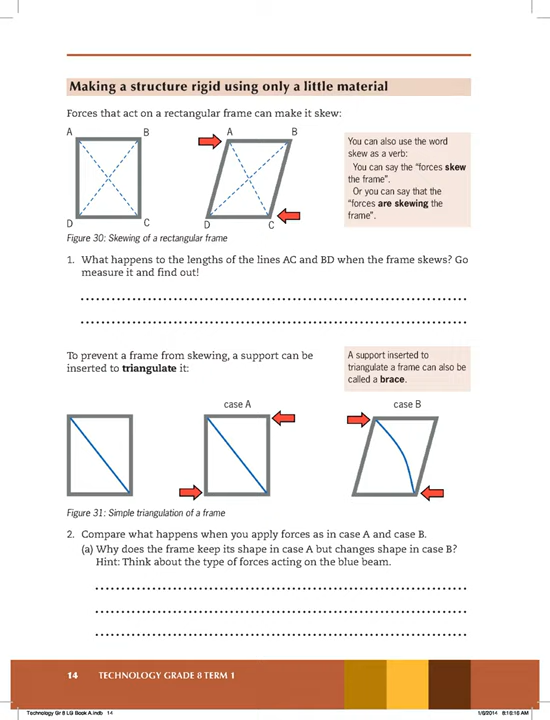 Making a structure rigid using only a little material
Forces that act on a rectangular frame can make it skew:
A B A B
D C D C
You can also use the word
skew as a verb:
You can say the “forces skew
the frame”.
Or you can say that the
“forces are skewing the
frame”.
Figure 30: Skewing of a rectangular frame
1. What happens to the lengths of the lines AC and BD when the frame skews? Go
measure it and find out!
To prevent a frame from skewing, a support can be
inserted to triangulate it:
A support inserted to
triangulate a frame can also be
called a brace.
case A case B
Figure 31: Simple triangulation of a frame
2. Compare what happens when you apply forces as in case A and case B.
(a) Why does the frame keep its shape in case A but changes shape in case B?
Hint: Think about the type of forces acting on the blue beam.
14 TECHNOLOGY GRADE 8 TERM 1
Technology Gr 8 LG Book A.indb 14 1/6/2014 8:16:16 AM